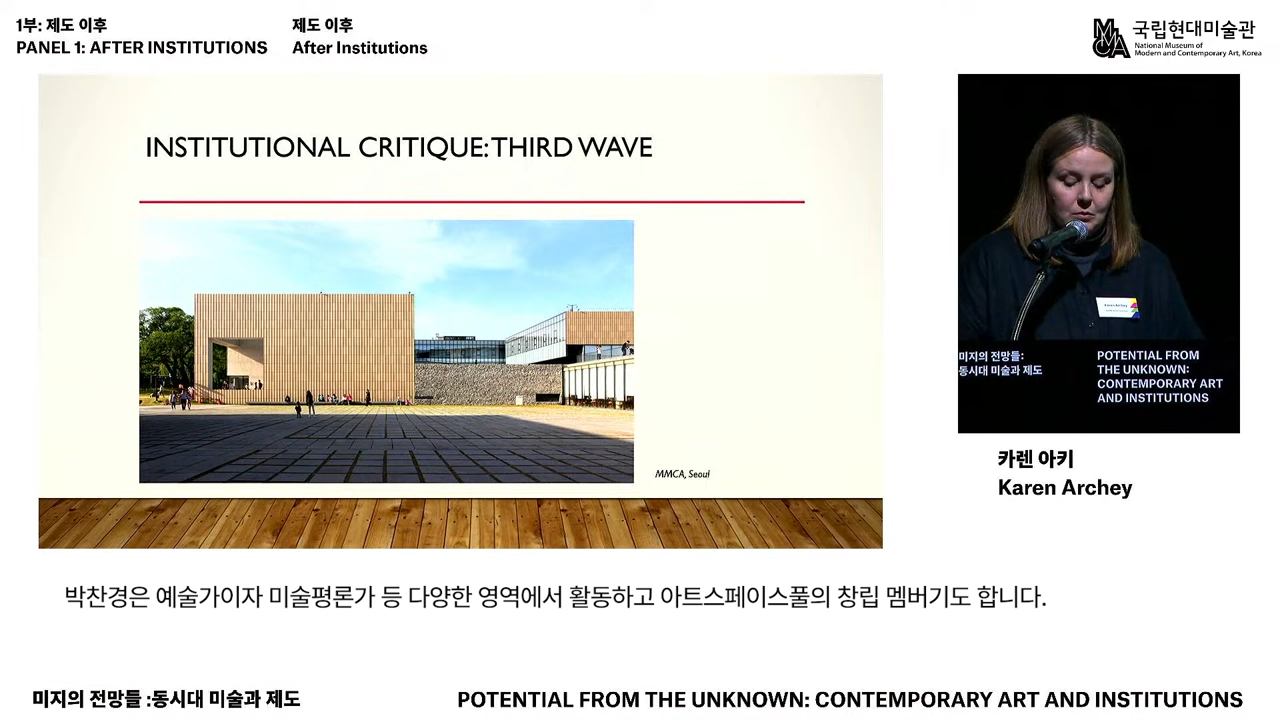 1부: 제도 이후
PANEL 1: AFTER INSTITUTIONS
제도 이후
After Institutions
MMCA
국립현대미술관
National Museum of
Modern and Contemporary Art, Korea
INSTITUTIONAL CRITIQUE: THIRD WAVE
MMCA, Seoul
Karen Archey
미지의 전망들:
동시대 미술과 제도
POTENTIAL FROM
THE UNKNOWN:
CONTEMPORARY ART
AND INSTITUTIONS
카렌 아키
Karen Archey
박찬경은 예술가이자 미술평론가 등 다양한 영역에서 활동하고 아트스페이스풀의 창립 멤버기도 합니다.
미지의 전망들 :동시대 미술과 제도
POTENTIAL FROM THE UNKNOWN: CONTEMPORARY ART AND INSTITUTIONS